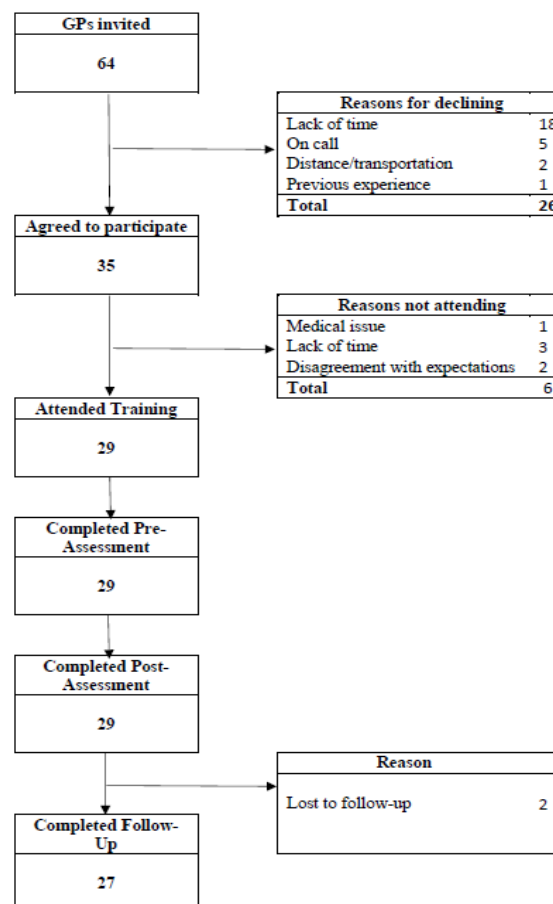 GPs invited
64
Reasons for declining
Lack of time 18
On call 5
Distance/transportation 2
Previous experience 1
Total 26
Agreed to participate
35
Reasons not attending
Medical issue 1
Lack of time 3
Disagreement with expectations 2
Total 6
Attended Training
29
Completed Pre-
Assessment
29
Completed Post-
Assessment
29
Reason
Lost to follow-up 2
Completed Follow-
Up
27